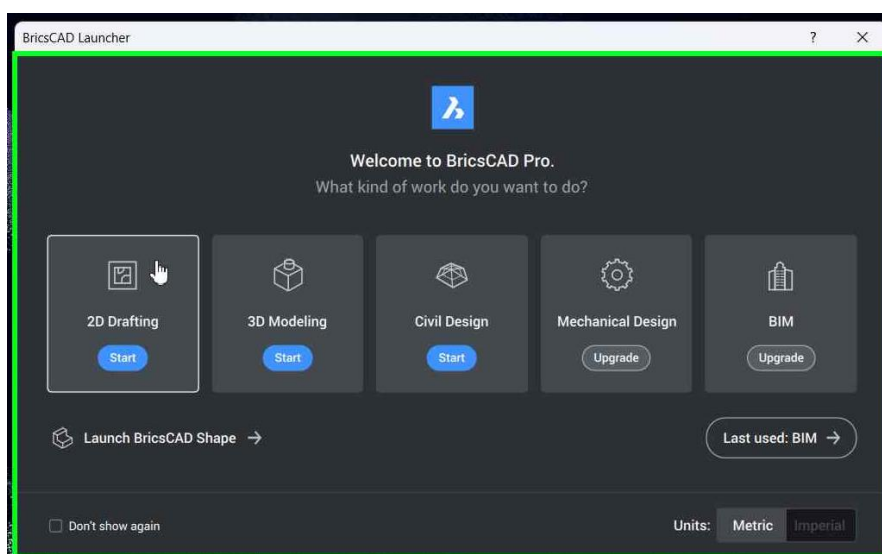 BricsCAD Launcher
?
Welcome to BricsCAD Pro.
What kind of work do you want to do?
2D Drafting
3D Modeling
Civil Design
Mechanical Design
BIM
Start
Start
Start
Upgrade
Upgrade
Launch BricsCAD Shape
Last used: BIM
Don't show again
Units: Metric Imperial